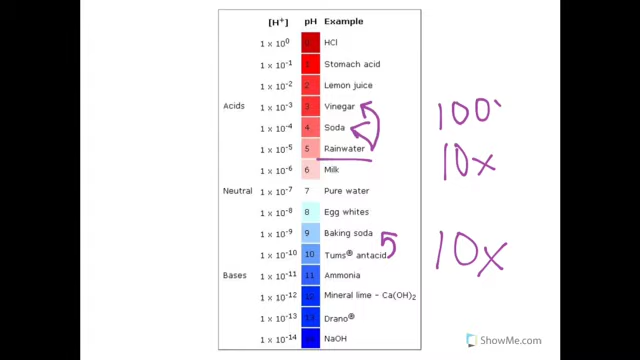 [H⁺] pH Example
1 x 10⁰ HCl
1 x 10⁻¹ 1 Stomach acid
1 x 10⁻² 2 Lemon juice
Acids 1 x 10⁻³ 3 Vinegar
100
1 x 10⁻⁴ 4 Soda
1 x 10⁻⁵ 5 Rainwater
10x
1 x 10⁻⁶ 6 Milk
Neutral 1 x 10⁻⁷ 7 Pure water
1 x 10⁻⁸ 8 Egg whites
1 x 10⁻⁹ 9 Baking soda
10x
1 x 10⁻¹⁰ 10 Tums® antacid
Bases 1 x 10⁻¹¹ 11 Ammonia
1 x 10⁻¹² 12 Mineral lime – Ca(OH)₂
1 x 10⁻¹³ 13 Drano®
1 x 10⁻¹⁴ NaOH
ShowMe.com